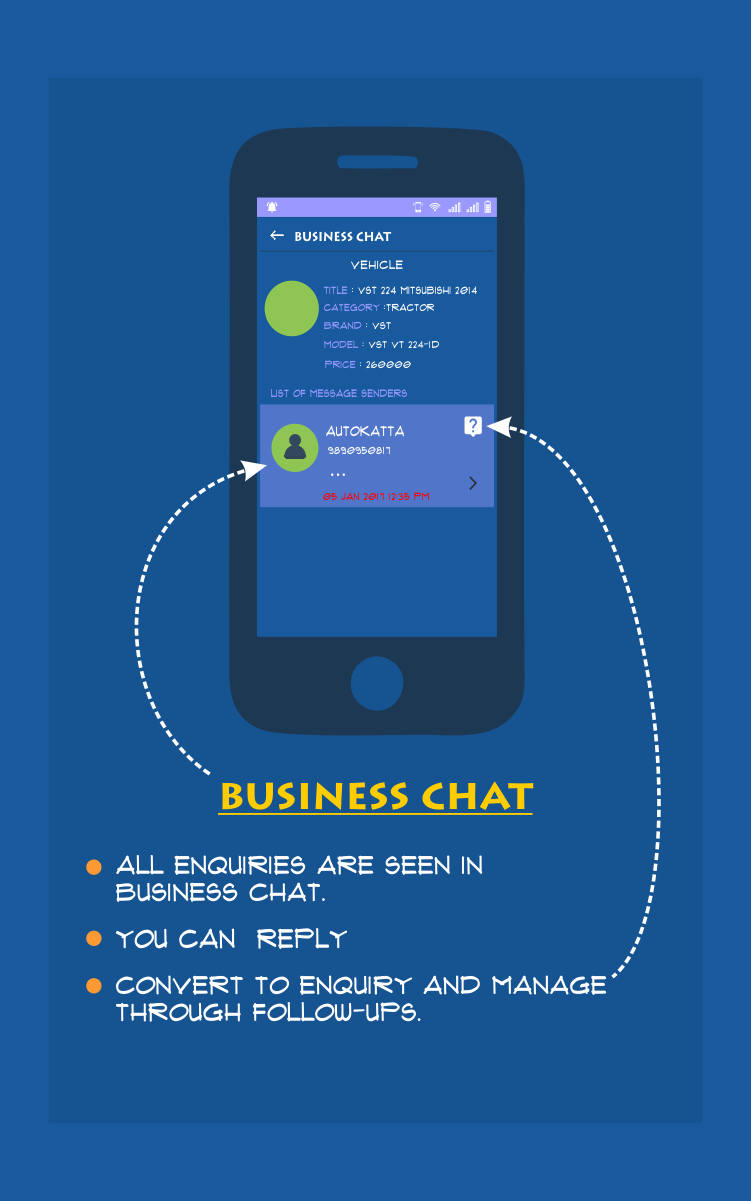 BUSINESS CHAT
VEHICLE
TITLE : VST 224 MITSUBISHI 2014
CATEGORY :TRACTOR
BRAND : VST
MODEL : VST VT 224-1D
PRICE : 260000
LIST OF MESSAGE SENDERS
AUTOKATTA
9890950817
...
05 JAN 2017 12:35 PM
BUSINESS CHAT
ALL ENQUIRIES ARE SEEN IN
BUSINESS CHAT.
YOU CAN REPLY
CONVERT TO ENQUIRY AND MANAGE
THROUGH FOLLOW-UPS.